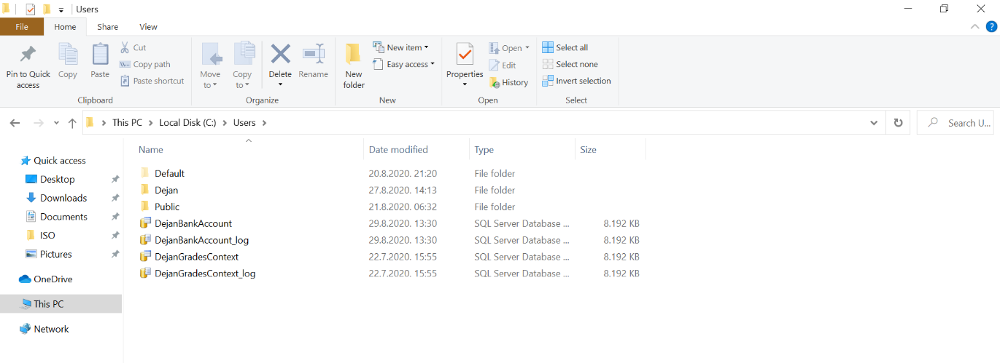 Users
File Home Share View
Pin to Quick access
Copy
Paste
Cut
Copy path
Paste shortcut
Clipboard
Move to
Copy to
Delete
Rename
Organize
New folder
New item
Easy access
New
Properties
Open
Edit
History
Open
Select all
Select none
Invert selection
Select
This PC > Local Disk (C:) > Users >
Search U...
Quick access
Desktop
Downloads
Documents
ISO
Pictures
OneDrive
This PC
Network
Name Date modified Type Size
Default 20.8.2020. 21:20 File folder
Dejan 27.8.2020. 14:13 File folder
Public 21.8.2020. 06:32 File folder
DejanBankAccount 29.8.2020. 13:30 SQL Server Database ... 8.192 KB
DejanBankAccount_log 29.8.2020. 13:30 SQL Server Database ... 8.192 KB
DejanGradesContext 22.7.2020. 15:55 SQL Server Database ... 8.192 KB
DejanGradesContext_log 22.7.2020. 15:55 SQL Server Database ... 8.192 KB